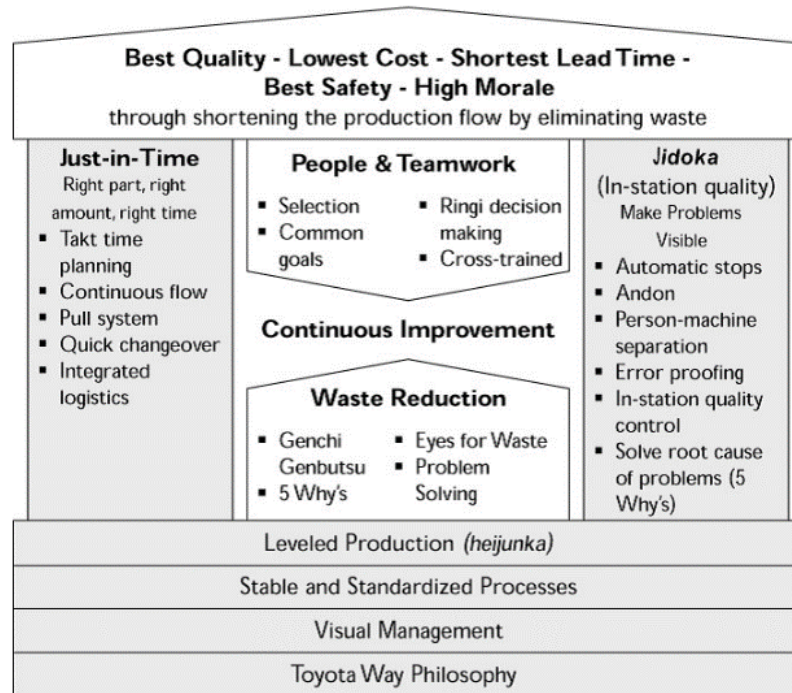 Best Quality - Lowest Cost - Shortest Lead Time -
Best Safety - High Morale
through shortening the production flow by eliminating waste
Just-in-Time
Right part, right
amount, right time
▪ Takt time
planning
▪ Continuous flow
▪ Pull system
▪ Quick changeover
▪ Integrated
logistics
People & Teamwork
▪ Selection
▪ Common
goals
▪ Ringi decision
making
▪ Cross-trained
Continuous Improvement
Waste Reduction
▪ Genchi
Genbutsu
▪ 5 Why's
▪ Eyes for Waste
▪ Problem
Solving
Jidoka
(In-station quality)
Make Problems
Visible
▪ Automatic stops
▪ Andon
▪ Person-machine
separation
▪ Error proofing
▪ In-station quality
control
▪ Solve root cause
of problems (5
Why's)
Leveled Production (heijunka)
Stable and Standardized Processes
Visual Management
Toyota Way Philosophy